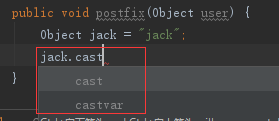 public void postfix(Object user) {
Object jack = "jack";
jack.cast
cast
}
castvar